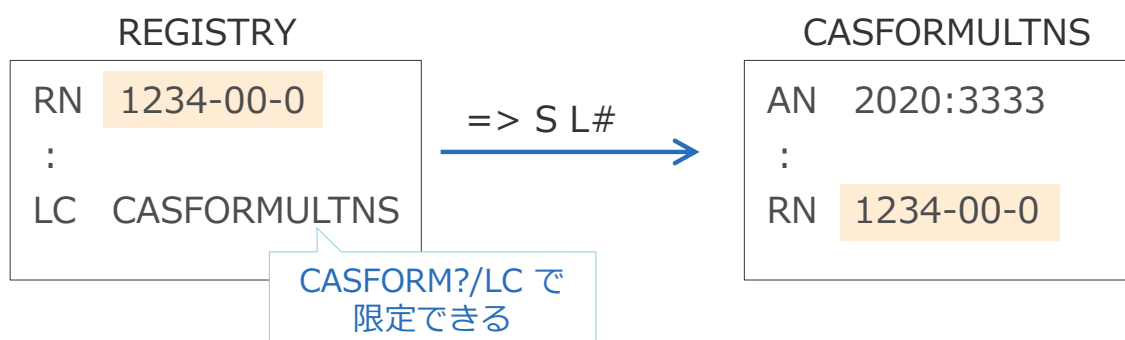 REGISTRY
RN 1234-00-0
:
LC CASFORMULTNS
CASFORM?/LC で
限定できる
=> S L#
CASFORMULTNS
AN 2020:3333
:
RN 1234-00-0